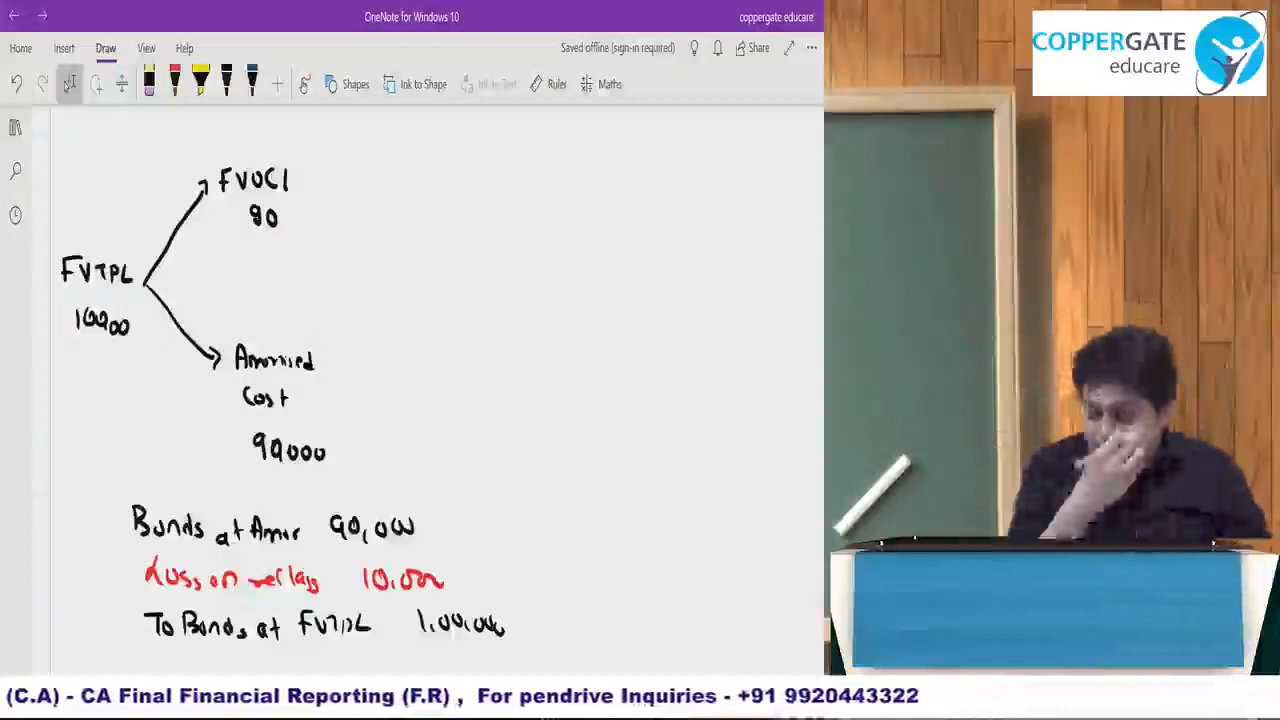 OneNote for Windows 10
coppergate educare
Home Insert Draw View Help
Saved offline (sign-in required)
Share
Shapes
Ink to Shape
Ink to Text
Ruler
Maths
COPPERGATE
educare
FVOCI
90
FVTPL
Amortised
Cost
90,000
Bonds at Amor 90,000
Loss on reclass 10,000
To Bonds at FVTPL 1,00,000
(C.A) - CA Final Financial Reporting (F.R) , For pendrive Inquiries - +91 9920443322